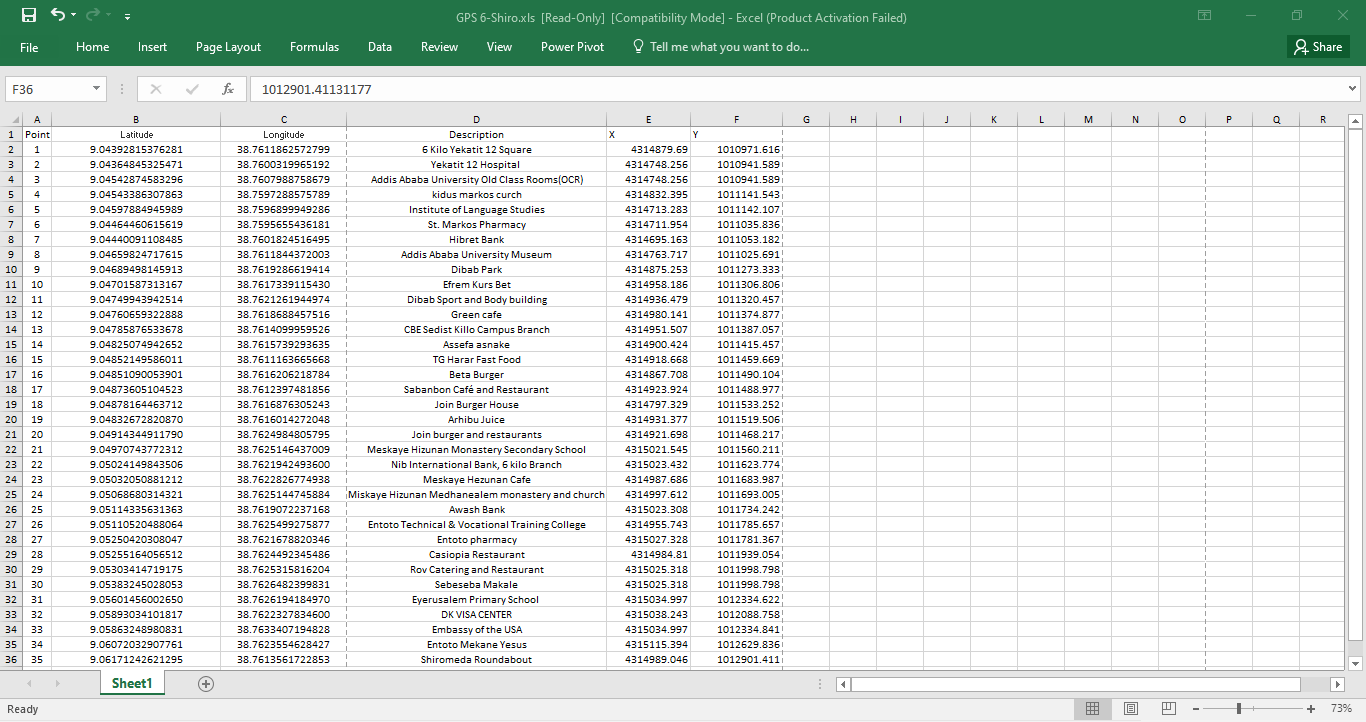 GPS 6-Shiro.xls [Read-Only] [Compatibility Mode] - Excel (Product Activation Failed)
File Home Insert Page Layout Formulas Data Review View Power Pivot Tell me what you want to do... Share
F36 fx 1012901.41131177
A B C D E F G H I J K L M N O P Q R
1 Point Latitude Longitude Description X Y
2 1 9.04392815376281 38.7611862572799 6 Kilo Yekatit 12 Square 4314879.69 1010971.616
3 2 9.04364845325471 38.7600319965192 Yekatit 12 Hospital 4314748.256 1010941.589
4 3 9.04542874583296 38.7607988758679 Addis Ababa University Old Class Rooms(OCR) 4314748.256 1010941.589
5 4 9.04543386307863 38.7597288575789 kidus markos curch 4314832.395 1011141.543
6 5 9.04597884945989 38.7596899949286 Institute of Language Studies 4314713.283 1011142.107
7 6 9.04464460615619 38.7595655436181 St. Markos Pharmacy 4314711.954 1011035.836
8 7 9.04440091108485 38.7601824516495 Hibret Bank 4314695.163 1011053.182
9 8 9.04659824717615 38.7611844372003 Addis Ababa University Museum 4314763.717 1011025.691
10 9 9.04689498145913 38.7619286619414 Dibab Park 4314875.253 1011273.333
11 10 9.04701587313167 38.7617339115430 Efrem Kurs Bet 4314958.186 1011306.806
12 11 9.04749943942514 38.7621261944974 Dibab Sport and Body building 4314936.479 1011320.457
13 12 9.04760659322888 38.7618688457516 Green cafe 4314980.141 1011374.877
14 13 9.04785876533678 38.7614099959526 CBE Sedist Killo Campus Branch 4314951.507 1011387.057
15 14 9.04825074942652 38.7615739293635 Assefa asnake 4314900.424 1011415.457
16 15 9.04852149586011 38.7611163665668 TG Harar Fast Food 4314918.668 1011459.669
17 16 9.04851090053901 38.7616206218784 Beta Burger 4314867.708 1011490.104
18 17 9.04873605104523 38.7612397481856 Sabanbon Café and Restaurant 4314923.924 1011488.977
19 18 9.04878164463712 38.7616876305243 Join Burger House 4314797.329 1011533.252
20 19 9.04832672820870 38.7616014272048 Arhibu Juice 4314931.377 1011519.506
21 20 9.04914344911790 38.7624984805795 Join burger and restaurants 4314921.698 1011468.217
22 21 9.04970743772312 38.7625146437009 Meskaye Hizunan Monastery Secondary School 4315021.545 1011560.211
23 22 9.05024149843506 38.7621942493600 Nib International Bank, 6 kilo Branch 4315023.432 1011623.774
24 23 9.05032050881212 38.7622826774938 Meskaye Hezunan Cafe 4314987.686 1011683.987
25 24 9.05068680314321 38.7625144745884 Miskaye Hizunan Medhanealem monastery and church 4314997.612 1011693.005
26 25 9.05114335631363 38.7619072237168 Awash Bank 4315023.308 1011734.242
27 26 9.05110520488064 38.7625499275877 Entoto Technical & Vocational Training College 4314955.743 1011785.657
28 27 9.05250420308047 38.7621678820346 Entoto pharmacy 4315027.328 1011781.367
29 28 9.05255164056512 38.7624492345486 Casiopia Restaurant 4314984.81 1011939.054
30 29 9.05303414719175 38.7625315816204 Rov Catering and Restaurant 4315025.318 1011998.798
31 30 9.05383245028053 38.7626482399831 Sebeseba Makale 4315025.318 1011998.798
32 31 9.05601456002650 38.7626194184970 Eyerusalem Primary School 4315034.997 1012334.622
33 32 9.05893034101817 38.7622327834600 DK VISA CENTER 4315038.243 1012088.758
34 33 9.05863248980831 38.7633407194828 Embassy of the USA 4315034.997 1012334.841
35 34 9.06072032907761 38.7623554628427 Entoto Mekane Yesus 4315115.394 1012629.836
36 35 9.06171242621295 38.7613561722853 Shiromeda Roundabout 4314989.046 1012901.411
Sheet1
Ready 73%